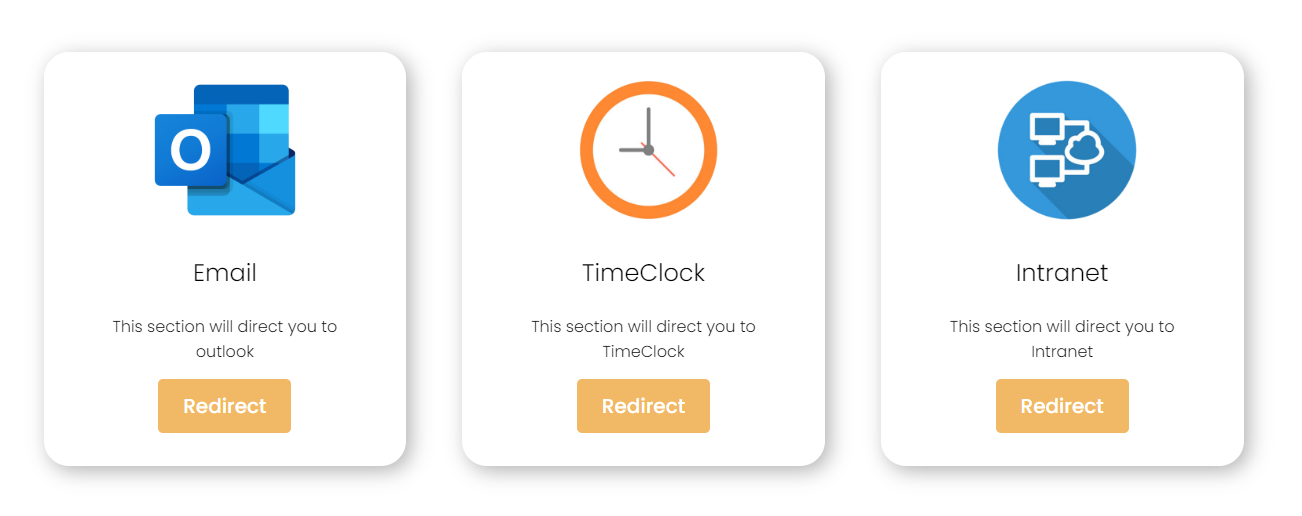 O
Email
This section will direct you to
outlook
Redirect
TimeClock
This section will direct you to
TimeClock
Redirect
Intranet
This section will direct you to
Intranet
Redirect